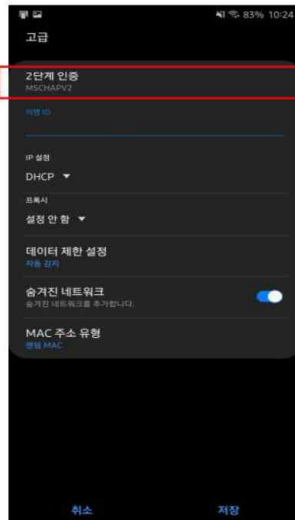 83% 10:24
고급
2단계 인증
MSCHAPV2
익명 ID
IP 설정
DHCP
프록시
설정 안 함
데이터 제한 설정
자동 감지
숨겨진 네트워크
숨겨진 네트워크를 추가합니다.
MAC 주소 유형
랜덤 MAC
취소 저장